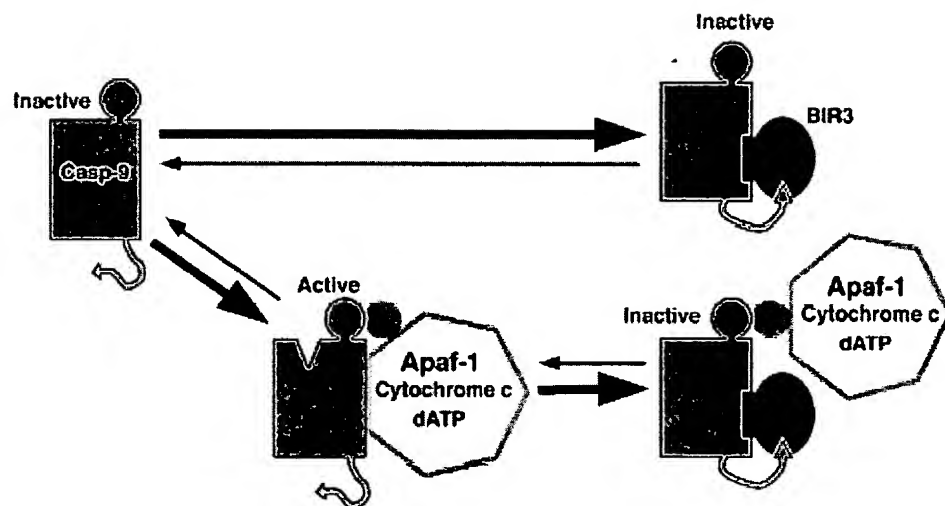 Inactive
Inactive
BIR3
Casp-9
Active
Apaf-1
Cytochrome c
dATP
Inactive
Apaf-1
Cytochrome c
dATP